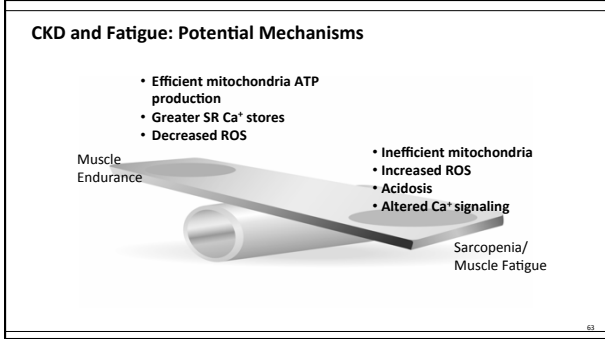 CKD and Fatigue: Potential Mechanisms
• Efficient mitochondria ATP
production
• Greater SR Ca⁺ stores
• Decreased ROS
Muscle
Endurance
• Inefficient mitochondria
• Increased ROS
• Acidosis
• Altered Ca⁺ signaling
Sarcopenia/
Muscle Fatigue
63